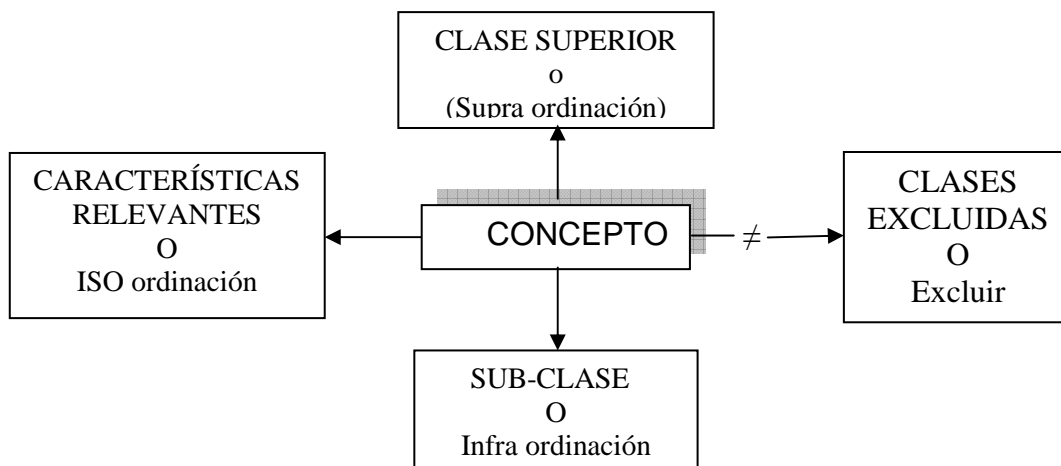 CLASE SUPERIOR
o
(Supra ordinación)
CARACTERÍSTICAS
RELEVANTES
O
ISO ordinación
CONCEPTO
≠
CLASES
EXCLUIDAS
O
Excluir
SUB-CLASE
O
Infra ordinación